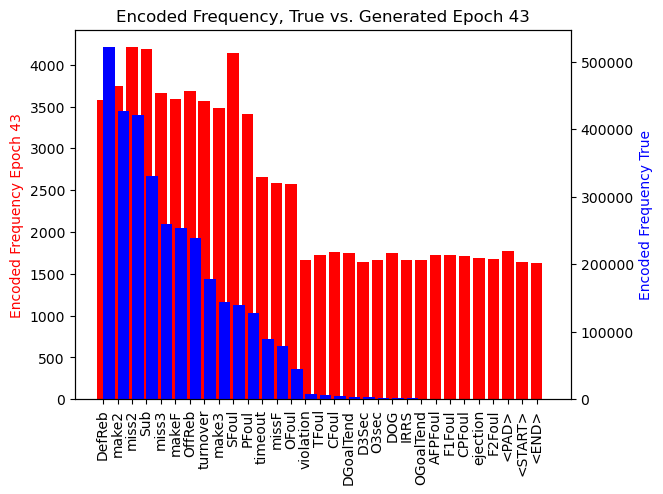 Encoded Frequency, True vs. Generated Epoch 43
Encoded Frequency Epoch 43
4000
3500
3000
2500
2000
1500
1000
500
0
500000
400000
300000
200000
100000
0
Encoded Frequency True
DefReb
make2
miss2
Sub
miss3
makeF
OffReb
turnover
make3
SFoul
PFoul
timeout
missF
OFoul
violation
TFoul
CFoul
DGoalTend
D3Sec
O3sec
DOG
IRRS
OGoalTend
AFPFoul
F1Foul
CPFoul
ejection
F2Foul
<PAD>
<START>
<END>